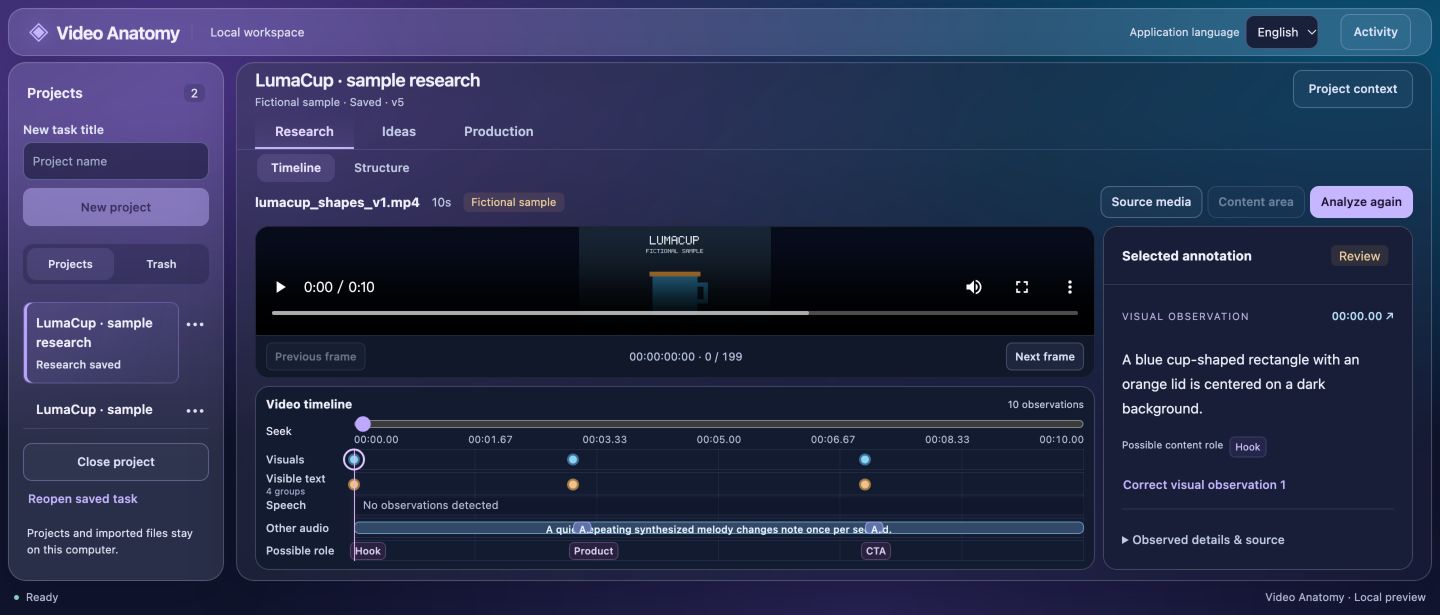 Video Anatomy
Local workspace
Application language
English
Activity
Projects
2
New task title
Project name
New project
Projects
Trash
LumaCup · sample
research
Research saved
LumaCup · sample
Close project
Reopen saved task
Projects and imported files stay
on this computer.
LumaCup · sample research
Fictional sample · Saved · v5
Project context
Research
Ideas
Production
Timeline
Structure
lumacup_shapes_v1.mp4
10s
Fictional sample
Source media
Content area
Analyze again
LUMACUP
FICTIONAL SAMPLE
0:00 / 0:10
Previous frame
00:00:00:00 · 0 / 199
Next frame
Video timeline
10 observations
Seek
00:00.00
00:01.67
00:03.33
00:05.00
00:06.67
00:08.33
00:10.00
Visuals
Visible text
4 groups
Speech
No observations detected
Other audio
A epeating synthesized melody changes note once per
Possible role
Hook
Product
CTA
Selected annotation
Review
VISUAL OBSERVATION
00:00.00 ↗
A blue cup-shaped rectangle with an
orange lid is centered on a dark
background.
Possible content role
Hook
Correct visual observation 1
Observed details & source
Ready
Video Anatomy · Local preview